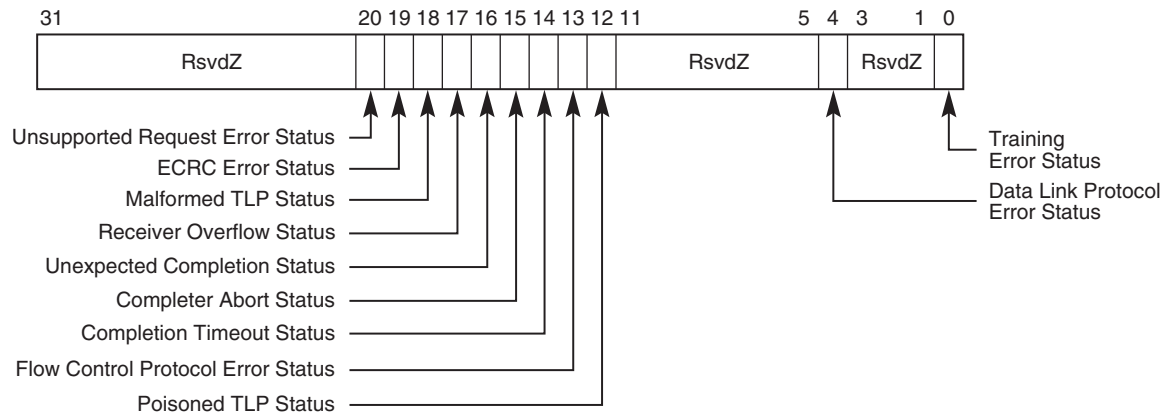 31 20 19 18 17 16 15 14 13 12 11 5 4 3 1 0
RsvdZ RsvdZ RsvdZ
Unsupported Request Error Status
ECRC Error Status
Malformed TLP Status
Receiver Overflow Status
Unexpected Completion Status
Completer Abort Status
Completion Timeout Status
Flow Control Protocol Error Status
Poisoned TLP Status
Training
Error Status
Data Link Protocol
Error Status